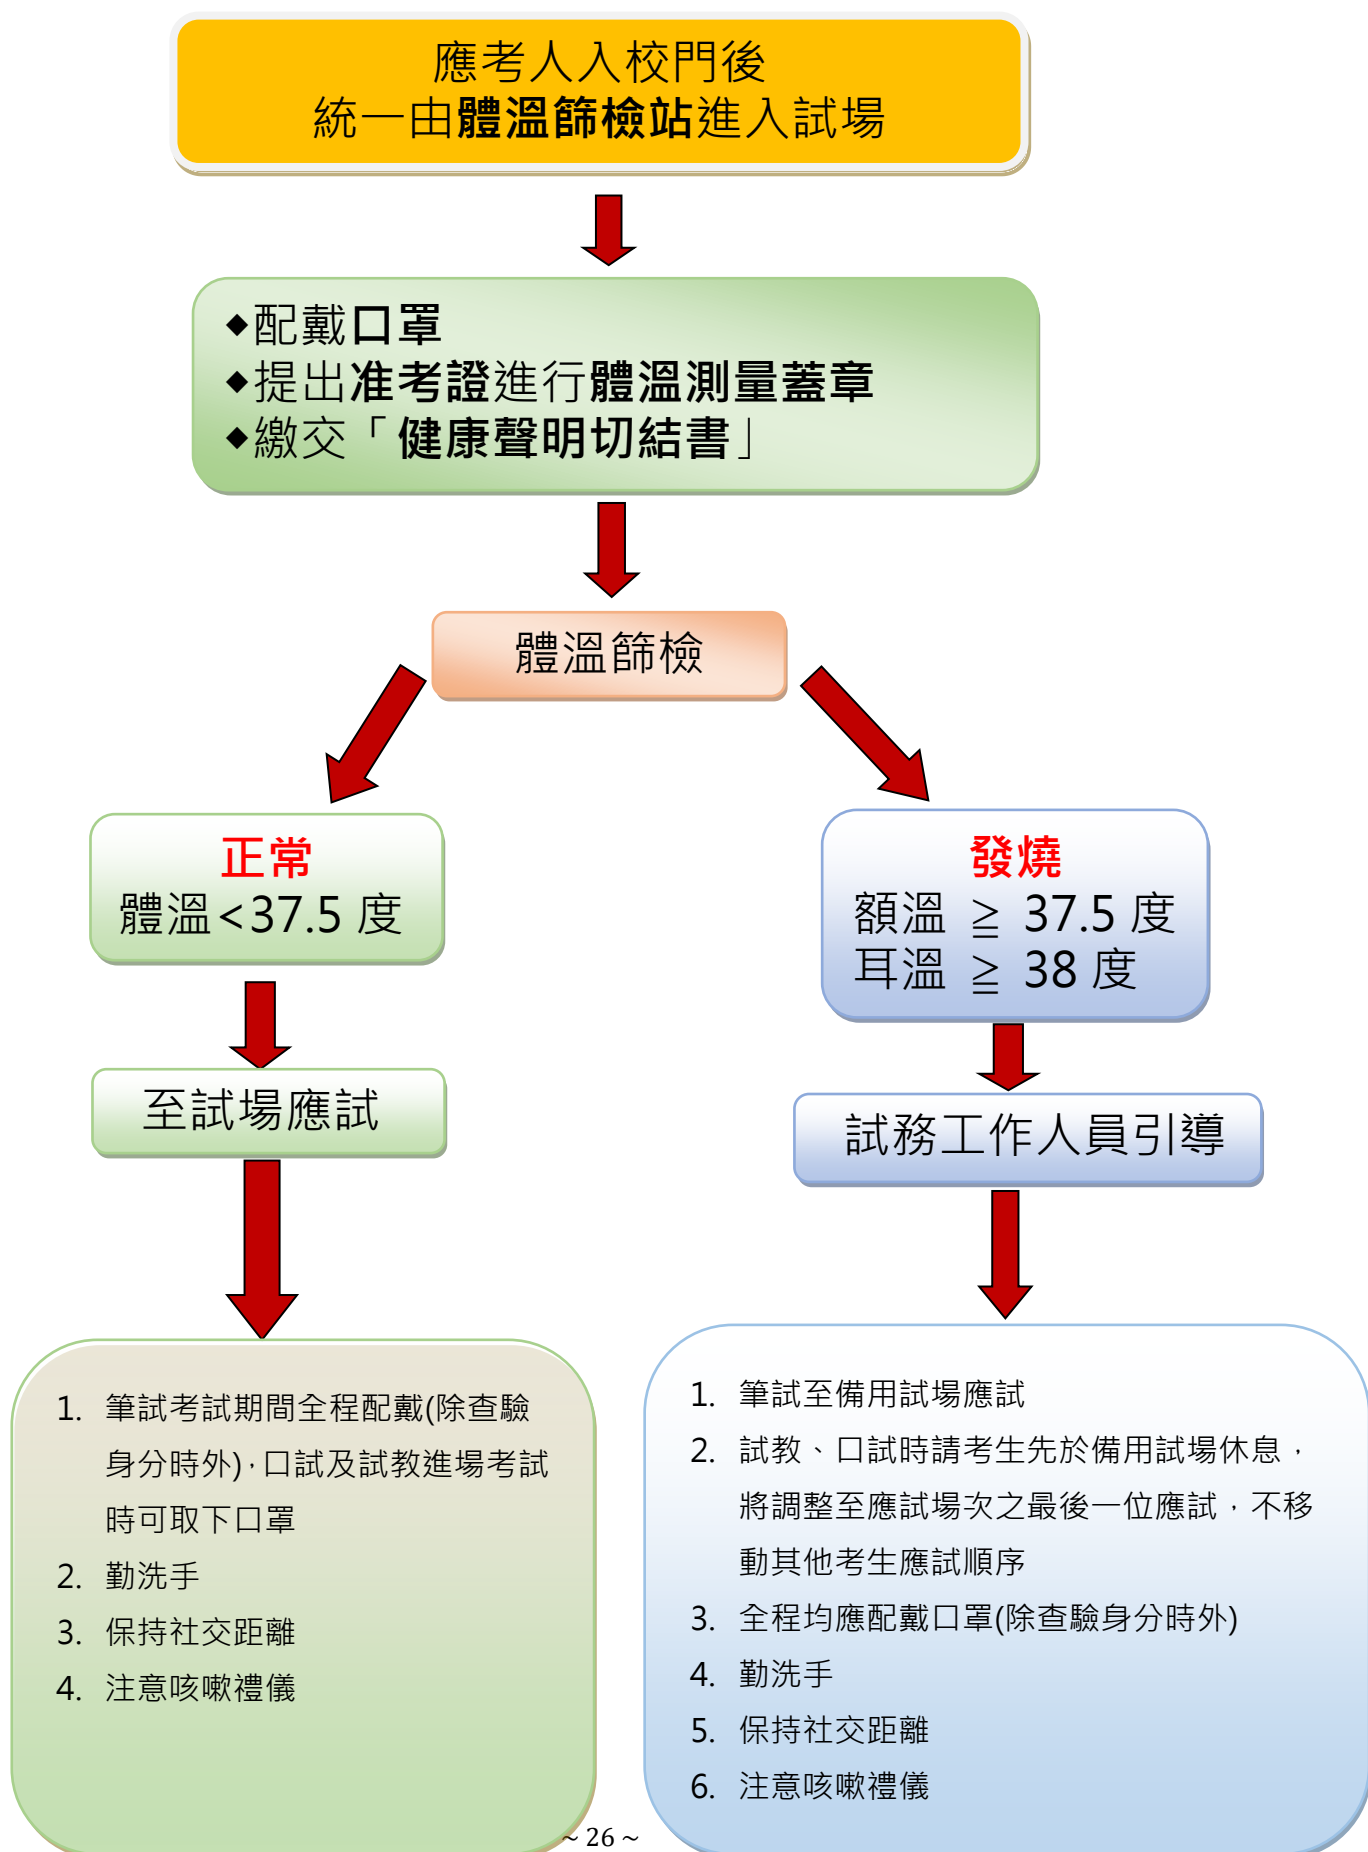 應考人入校門後
統一由體溫篩檢站進入試場
◆配戴口罩
◆提出准考證進行體溫測量蓋章
◆繳交「健康聲明切結書」
體溫篩檢
正常
體溫<37.5 度
發燒
額溫 ≧ 37.5 度
耳溫 ≧ 38 度
至試場應試
試務工作人員引導
1. 筆試考試期間全程配戴(除查驗
身分時外)，口試及試教進場考試
時可取下口罩
2. 勤洗手
3. 保持社交距離
4. 注意咳嗽禮儀
1. 筆試至備用試場應試
2. 試教、口試時請考生先於備用試場休息，
將調整至應試場次之最後一位應試，不移
動其他考生應試順序
3. 全程均應配戴口罩(除查驗身分時外)
4. 勤洗手
5. 保持社交距離
6. 注意咳嗽禮儀
~ 26 ~